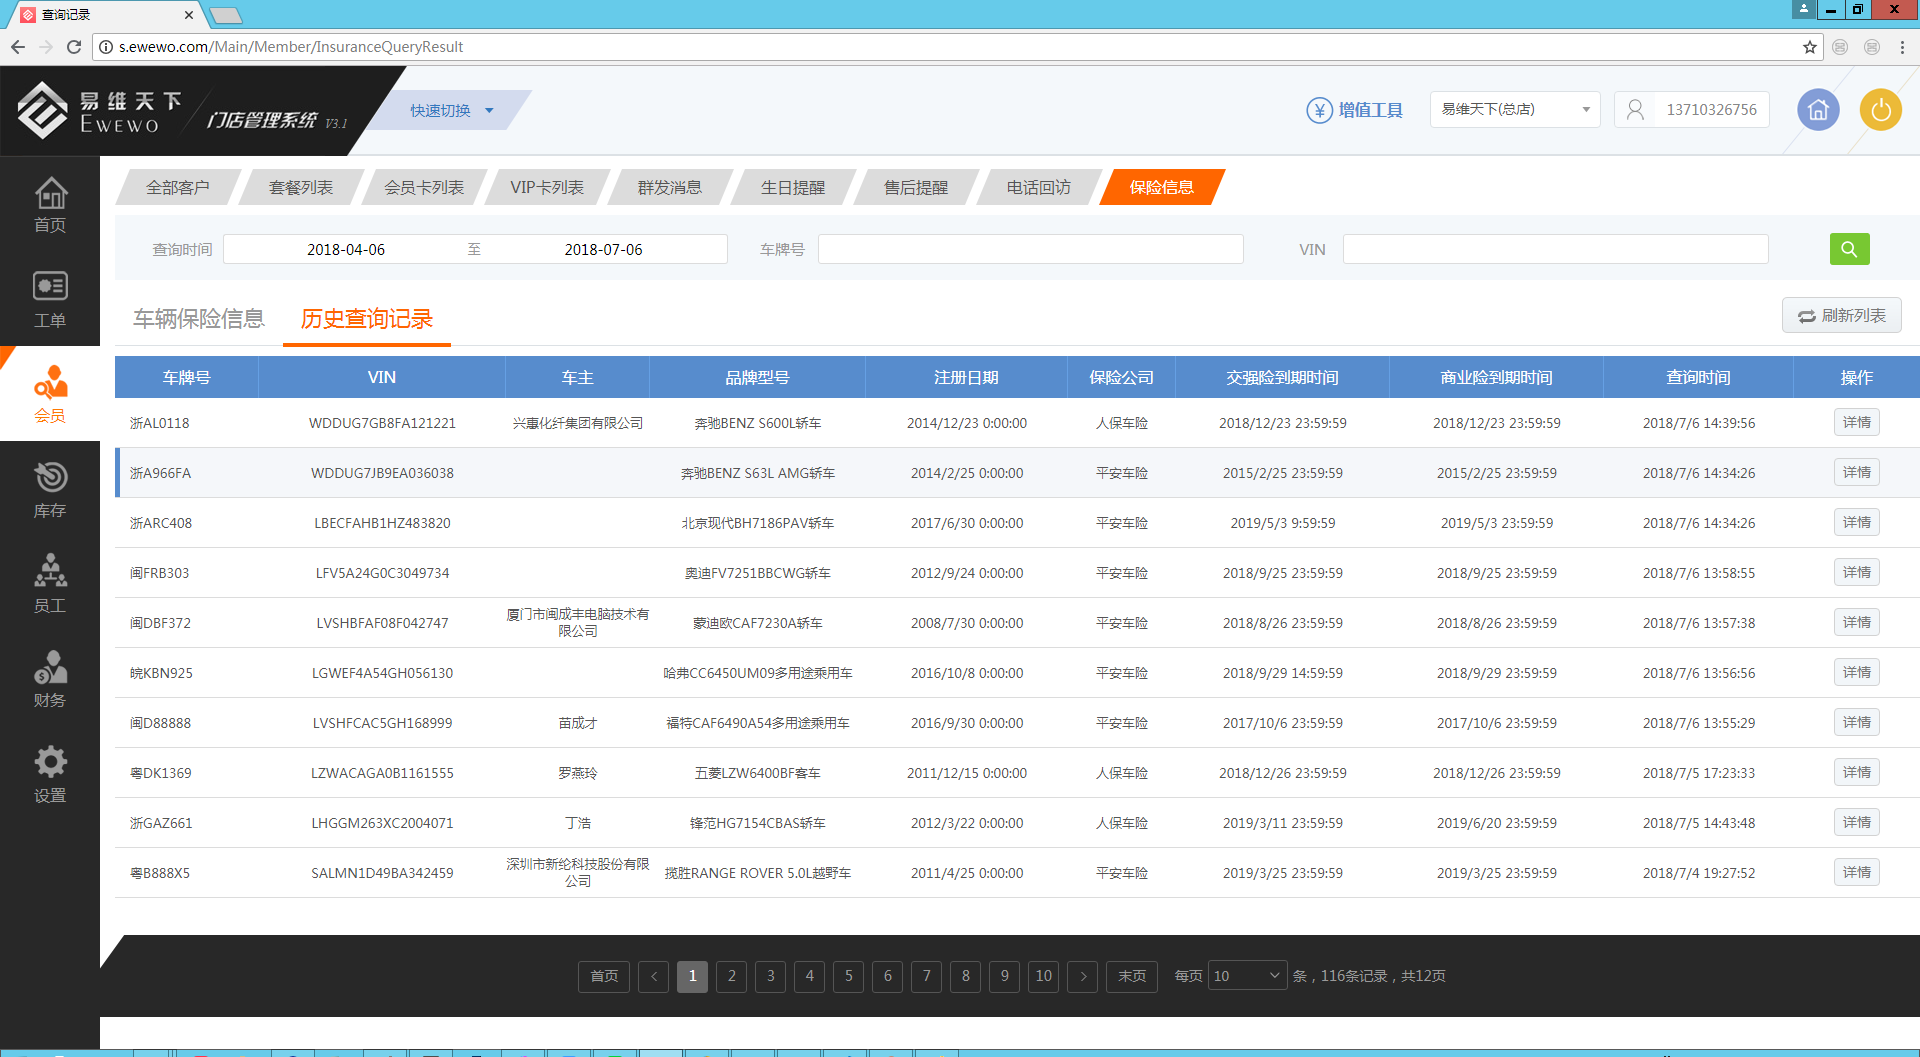 查询记录
s.ewewo.com/Main/Member/InsuranceQueryResult
易维天下
EWEWO
门店管理系统 V3.1
快速切换
增值工具
易维天下(总店)
13710326756
首页
工单
会员
库存
员工
财务
设置
全部客户 套餐列表 会员卡列表 VIP卡列表 群发消息 生日提醒 售后提醒 电话回访 保险信息
查询时间 2018-04-06 至 2018-07-06 车牌号 VIN
车辆保险信息 历史查询记录 刷新列表
车牌号 VIN 车主 品牌型号 注册日期 保险公司 交强险到期时间 商业险到期时间 查询时间 操作
浙AL0118 WDDUG7GB8FA121221 兴惠化纤集团有限公司 奔驰BENZ S600L轿车 2014/12/23 0:00:00 人保车险 2018/12/23 23:59:59 2018/12/23 23:59:59 2018/7/6 14:39:56 详情
浙A966FA WDDUG7JB9EA036038 奔驰BENZ S63L AMG轿车 2014/2/25 0:00:00 平安车险 2015/2/25 23:59:59 2015/2/25 23:59:59 2018/7/6 14:34:26 详情
浙ARC408 LBECFAHB1HZ483820 北京现代BH7186PAV轿车 2017/6/30 0:00:00 平安车险 2019/5/3 9:59:59 2019/5/3 23:59:59 2018/7/6 14:34:26 详情
闽FRB303 LFV5A24G0C3049734 奥迪FV7251BBCWG轿车 2012/9/24 0:00:00 平安车险 2018/9/25 23:59:59 2018/9/25 23:59:59 2018/7/6 13:58:55 详情
闽DBF372 LVSHBFAF08F042747 厦门市闽成丰电脑技术有限公司 蒙迪欧CAF7230A轿车 2008/7/30 0:00:00 平安车险 2018/8/26 23:59:59 2018/8/26 23:59:59 2018/7/6 13:57:38 详情
皖KBN925 LGWEF4A54GH056130 哈弗CC6450UM09多用途乘用车 2016/10/8 0:00:00 平安车险 2018/9/29 14:59:59 2018/9/29 23:59:59 2018/7/6 13:56:56 详情
闽D88888 LVSHFCAC5GH168999 苗成才 福特CAF6490A54多用途乘用车 2016/9/30 0:00:00 平安车险 2017/10/6 23:59:59 2017/10/6 23:59:59 2018/7/6 13:55:29 详情
粤DK1369 LZWACAGA0B1161555 罗燕玲 五菱LZW6400BF客车 2011/12/15 0:00:00 人保车险 2018/12/26 23:59:59 2018/12/26 23:59:59 2018/7/5 17:23:33 详情
浙GAZ661 LHGGM263XC2004071 丁浩 锋范HG7154CBAS轿车 2012/3/22 0:00:00 人保车险 2019/3/11 23:59:59 2019/6/20 23:59:59 2018/7/5 14:43:48 详情
粤B888X5 SALMN1D49BA342459 深圳市新纶科技股份有限公司 揽胜RANGE ROVER 5.0L越野车 2011/4/25 0:00:00 平安车险 2019/3/25 23:59:59 2019/3/25 23:59:59 2018/7/4 19:27:52 详情
首页 < 1 2 3 4 5 6 7 8 9 10 > 末页 每页 10 条，116条记录，共12页